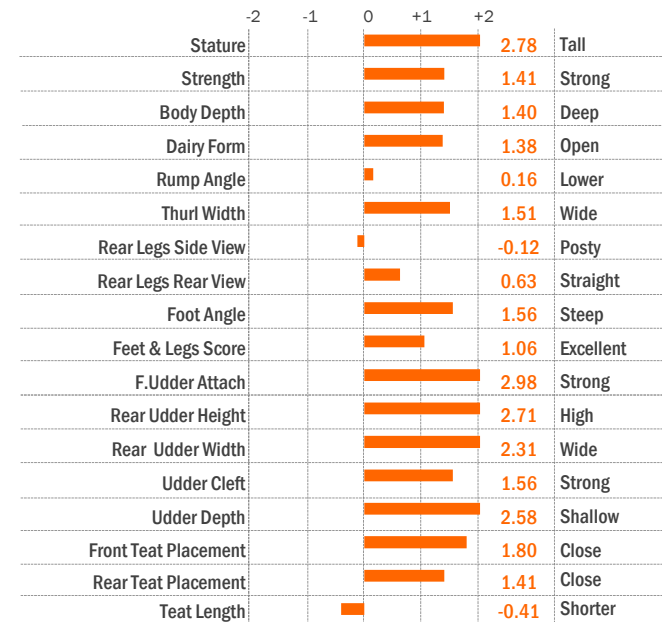 -2 -1 0 +1 +2
Stature 2.78 Tall
Strength 1.41 Strong
Body Depth 1.40 Deep
Dairy Form 1.38 Open
Rump Angle 0.16 Lower
Thurl Width 1.51 Wide
Rear Legs Side View -0.12 Posty
Rear Legs Rear View 0.63 Straight
Foot Angle 1.56 Steep
Feet & Legs Score 1.06 Excellent
F.Udder Attach 2.98 Strong
Rear Udder Height 2.71 High
Rear Udder Width 2.31 Wide
Udder Cleft 1.56 Strong
Udder Depth 2.58 Shallow
Front Teat Placement 1.80 Close
Rear Teat Placement 1.41 Close
Teat Length -0.41 Shorter